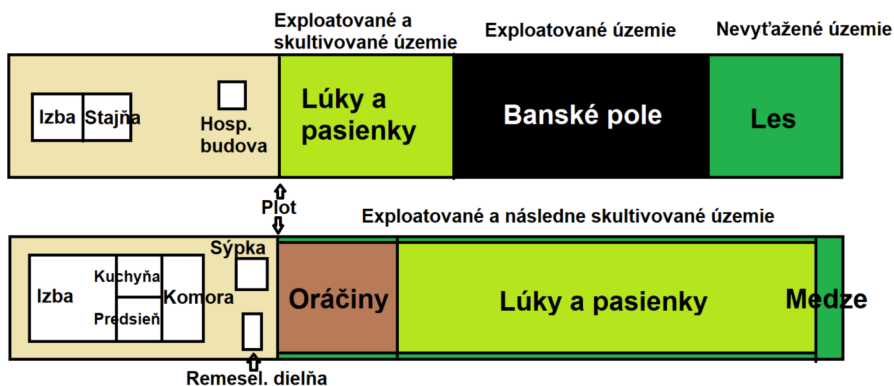 Exploatované a
skultivované územie
Exploatované územie
Nevyťažené územie
Izba
Stajňa
Hosp.
budova
Lúky a
pasienky
Banské pole
Les
Plot
Exploatované a následne skultivované územie
Sýpka
Izba
Kuchyňa
Predsieň
Komora
Oráčiny
Lúky a pasienky
Medze
Remesel. dielňa